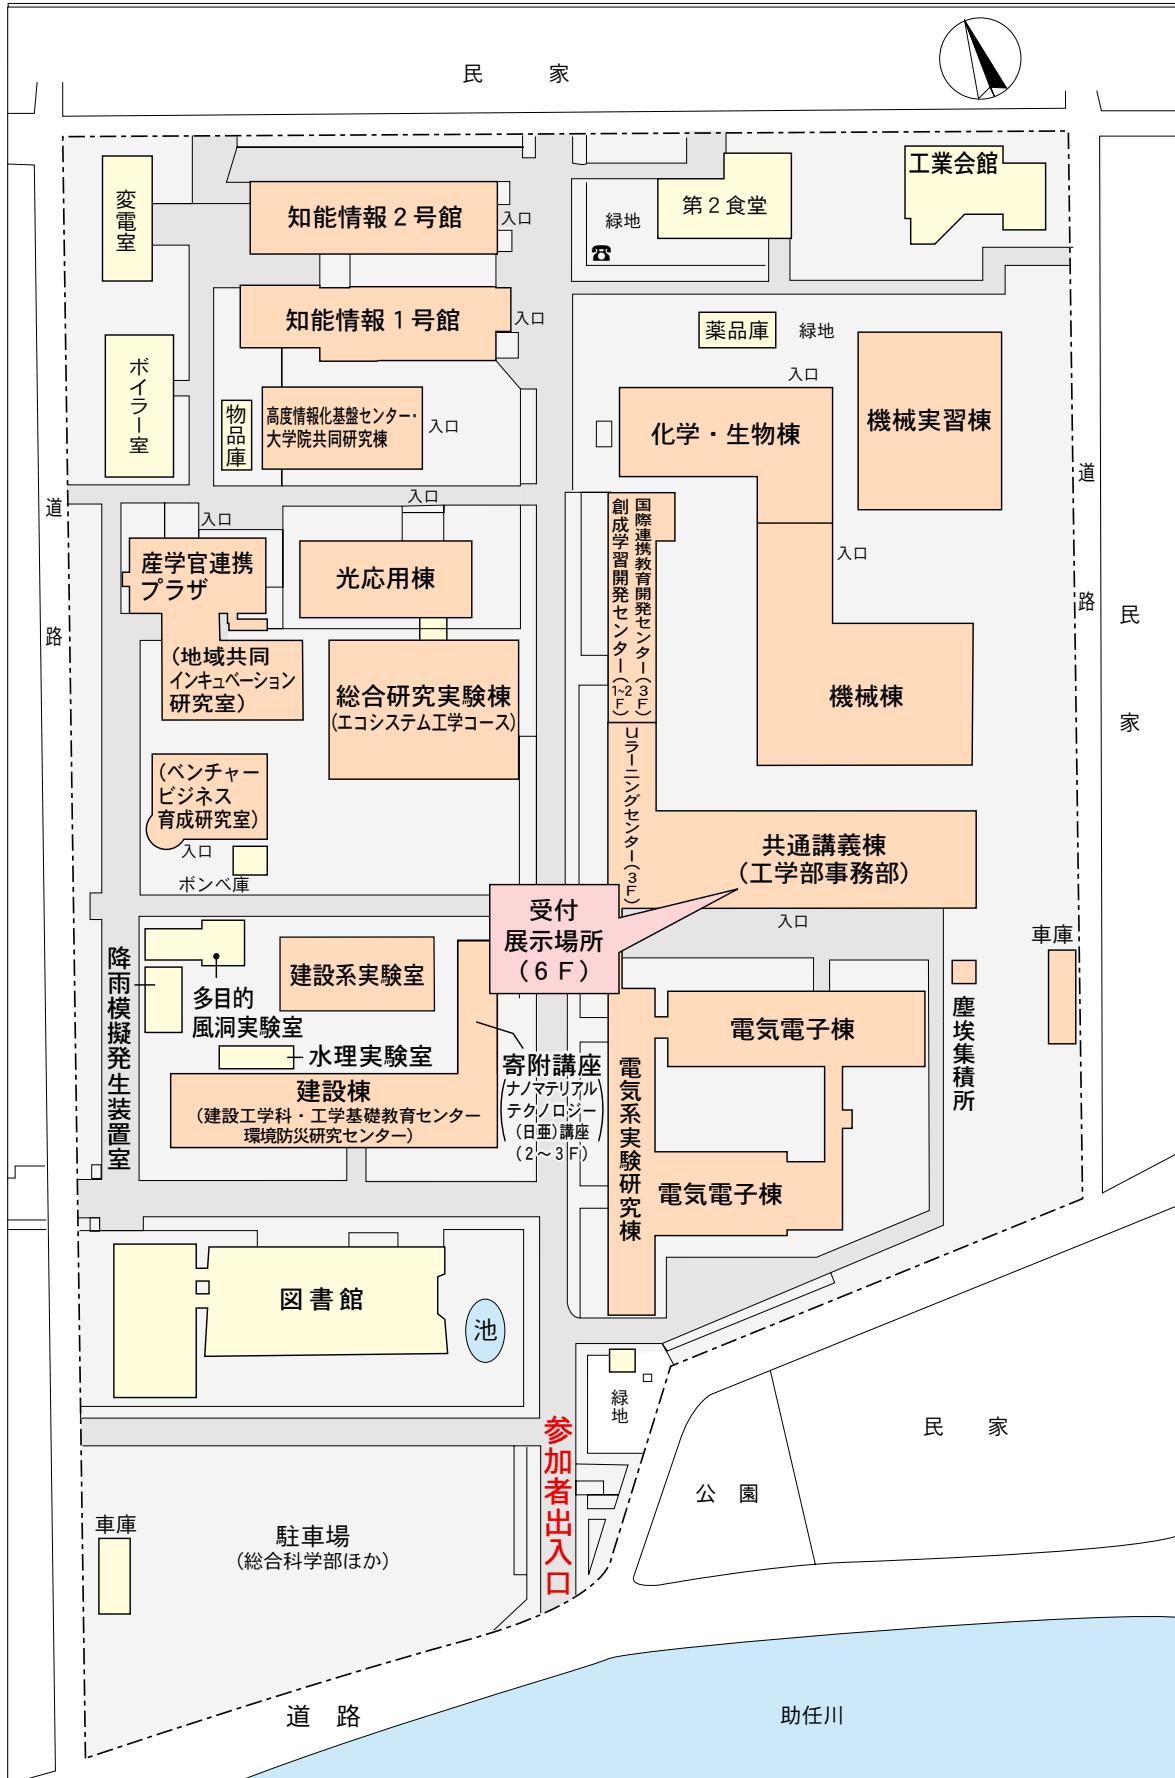 民　家
変電室
知能情報２号館
入口
緑地
第２食堂
工業会館
知能情報１号館
入口
薬品庫
緑地
ボイラー室
物品庫
高度情報化基盤センター・
大学院共同研究棟
入口
入口
化学・生物棟
機械実習棟
道路
道路
入口
入口
産学官連携
プラザ
光応用棟
国際連携教育開発センター(3F)
創成学習開発センター(1~2F)
入口
民家
(地域共同
インキュベーション
研究室)
総合研究実験棟
(エコシステム工学コース)
機械棟
(ベンチャー
ビジネス
育成研究室)
入口
ボンベ庫
Uラーニングセンター(3F)
共通講義棟
(工学部事務部)
入口
受付
展示場所
(６Ｆ)
車庫
降雨模擬発生装置室
多目的
風洞実験室
建設系実験室
水理実験室
電気電子棟
塵埃集積所
寄附講座
(ナノマテリアル
テクノロジー
(日亜)講座
(２〜３F))
建設棟
(建設工学科・工学基礎教育センター
環境防災研究センター)
電気系実験研究棟
電気電子棟
図書館
池
緑地
参加者出入口
民　家
公　園
車庫
駐車場
(総合科学部ほか)
道　路
助任川